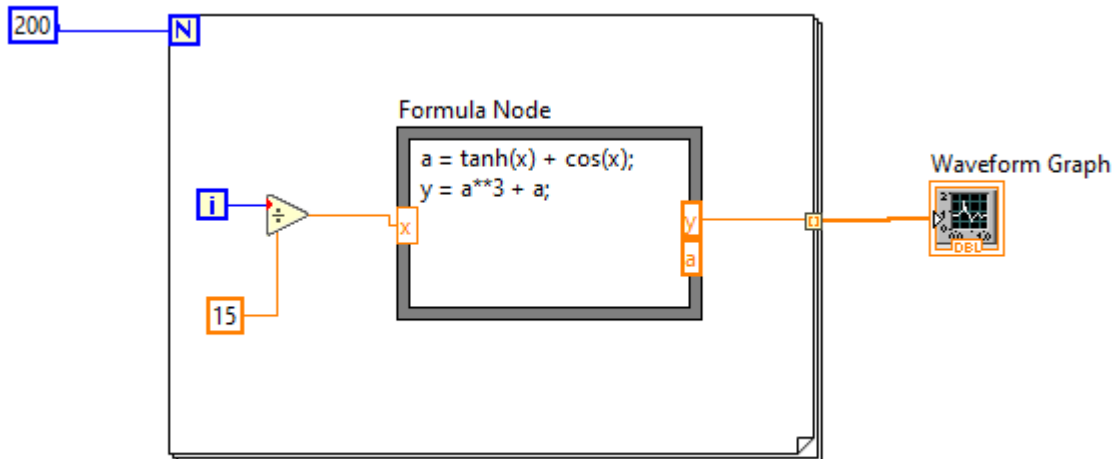 200
N
Formula Node
a = tanh(x) + cos(x);
y = a**3 + a;
Waveform Graph
i
÷
x
y
a
15
DBL